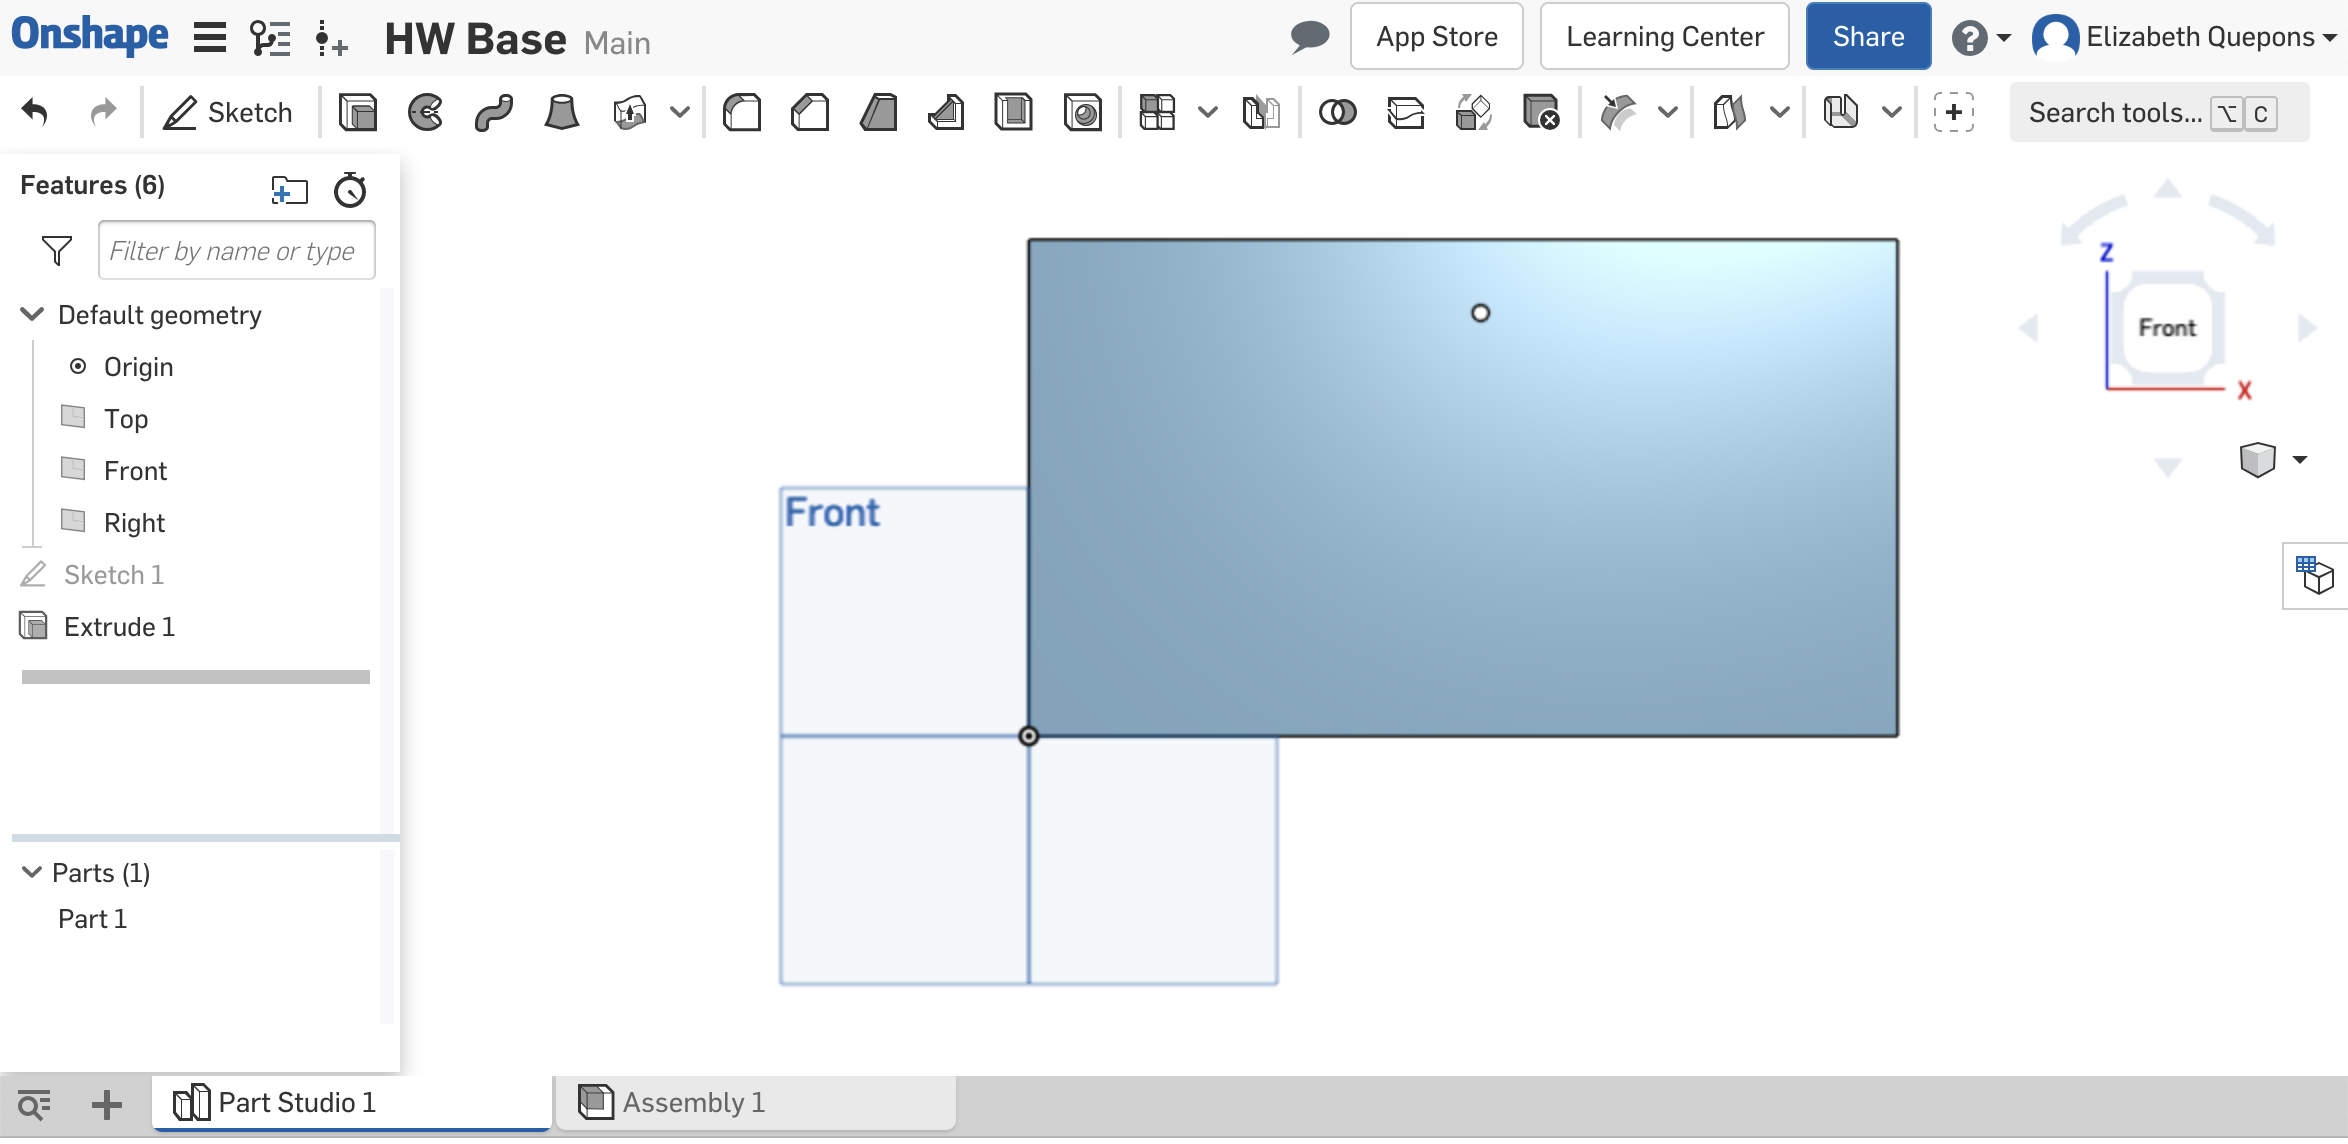 Onshape HW Base Main App Store Learning Center Share ? Elizabeth Quepons
Sketch Search tools... ⌥ C
Features (6)
Filter by name or type
Default geometry
Origin
Top
Front
Right
Sketch 1
Extrude 1
Parts (1)
Part 1
Front
Z
Front
X
Part Studio 1 Assembly 1